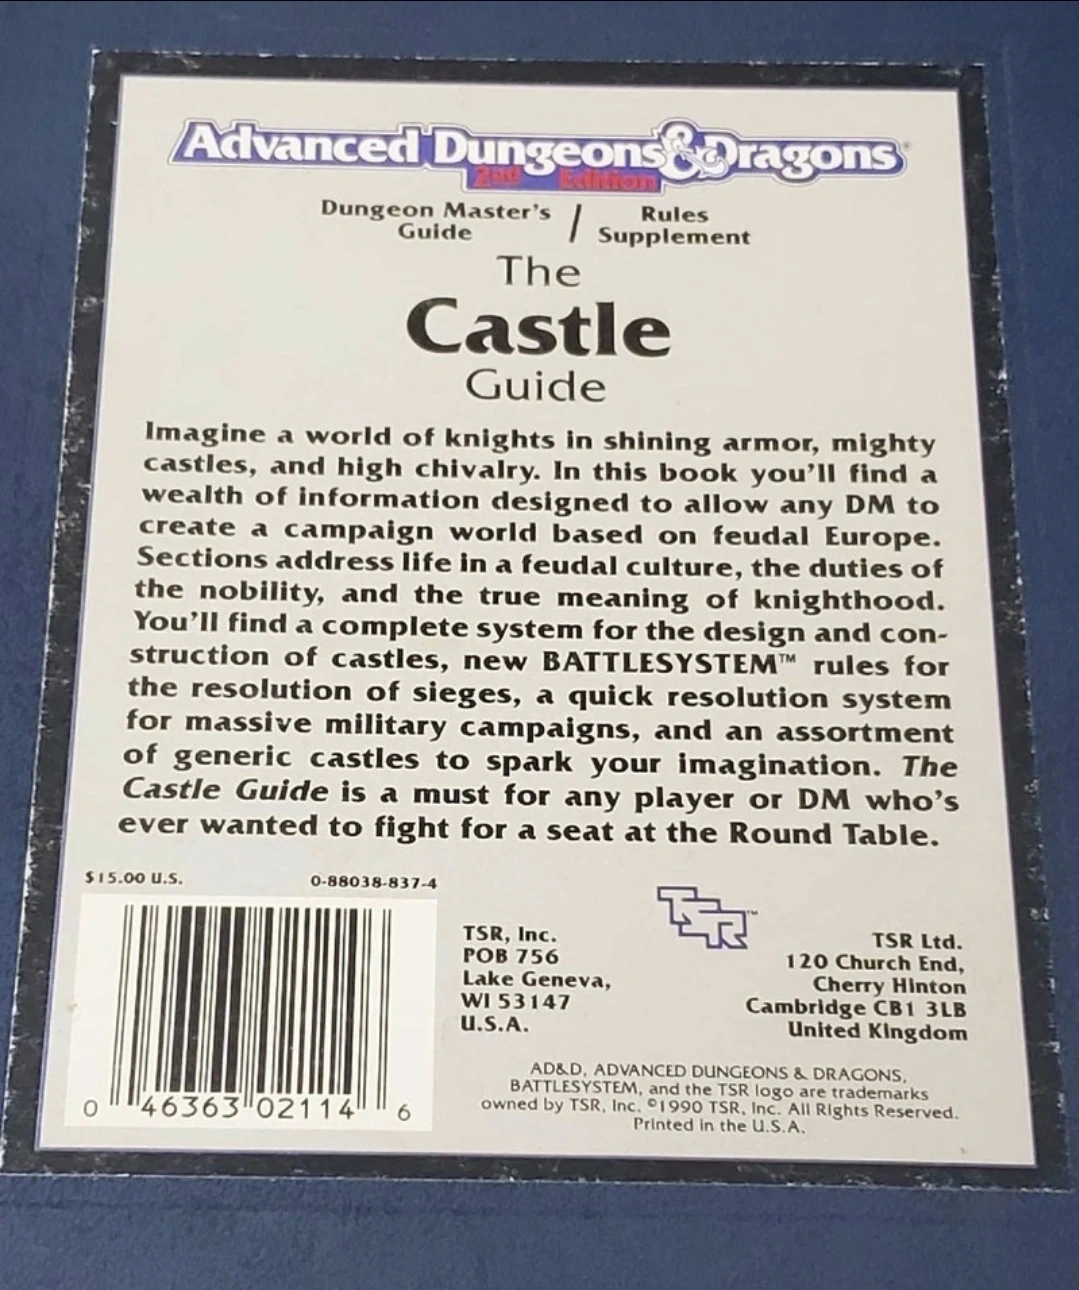 Advanced Dungeons & Dragons®
2nd Edition
Dungeon Master's Guide / Rules Supplement
The
Castle
Guide
Imagine a world of knights in shining armor, mighty
castles, and high chivalry. In this book you'll find a
wealth of information designed to allow any DM to
create a campaign world based on feudal Europe.
Sections address life in a feudal culture, the duties of
the nobility, and the true meaning of knighthood.
You'll find a complete system for the design and con-
struction of castles, new BATTLESYSTEM™ rules for
the resolution of sieges, a quick resolution system
for massive military campaigns, and an assortment
of generic castles to spark your imagination. The
Castle Guide is a must for any player or DM who's
ever wanted to fight for a seat at the Round Table.
$15.00 U.S.
0-88038-837-4
0 46363 02114 6
TSR, Inc.
POB 756
Lake Geneva,
WI 53147
U.S.A.
TSR™
TSR Ltd.
120 Church End,
Cherry Hinton
Cambridge CB1 3LB
United Kingdom
AD&D, ADVANCED DUNGEONS & DRAGONS,
BATTLESYSTEM, and the TSR logo are trademarks
owned by TSR, Inc. ©1990 TSR, Inc. All Rights Reserved.
Printed in the U.S.A.